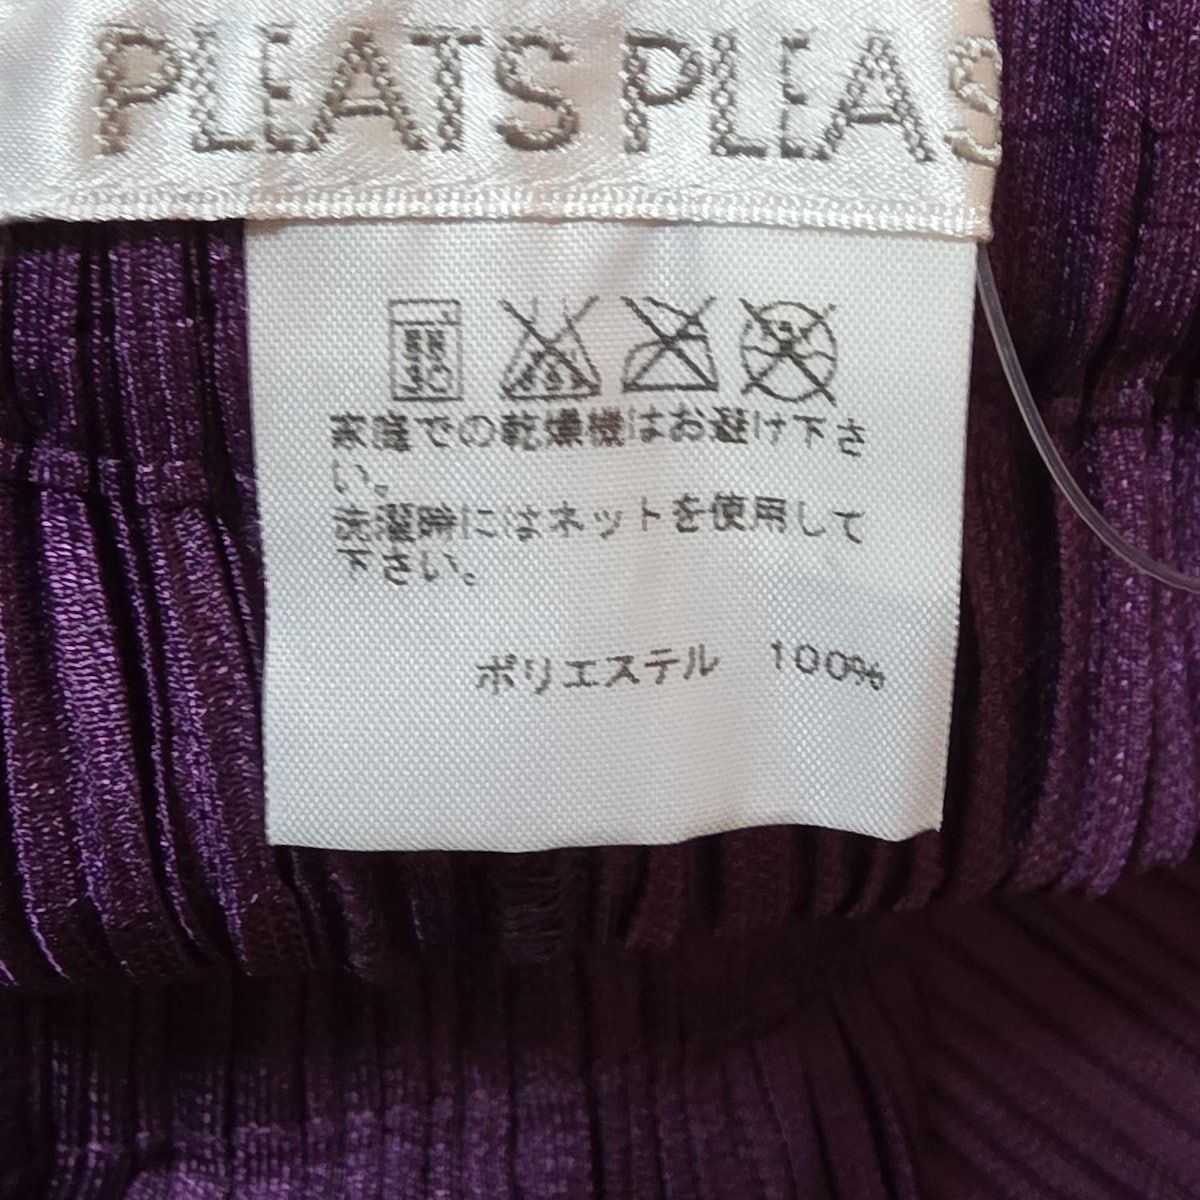 PLEATS PLEAS
家庭での乾燥機はお避け下さ
い。
洗濯時にはネットを使用して
下さい。
ポリエステル 100%